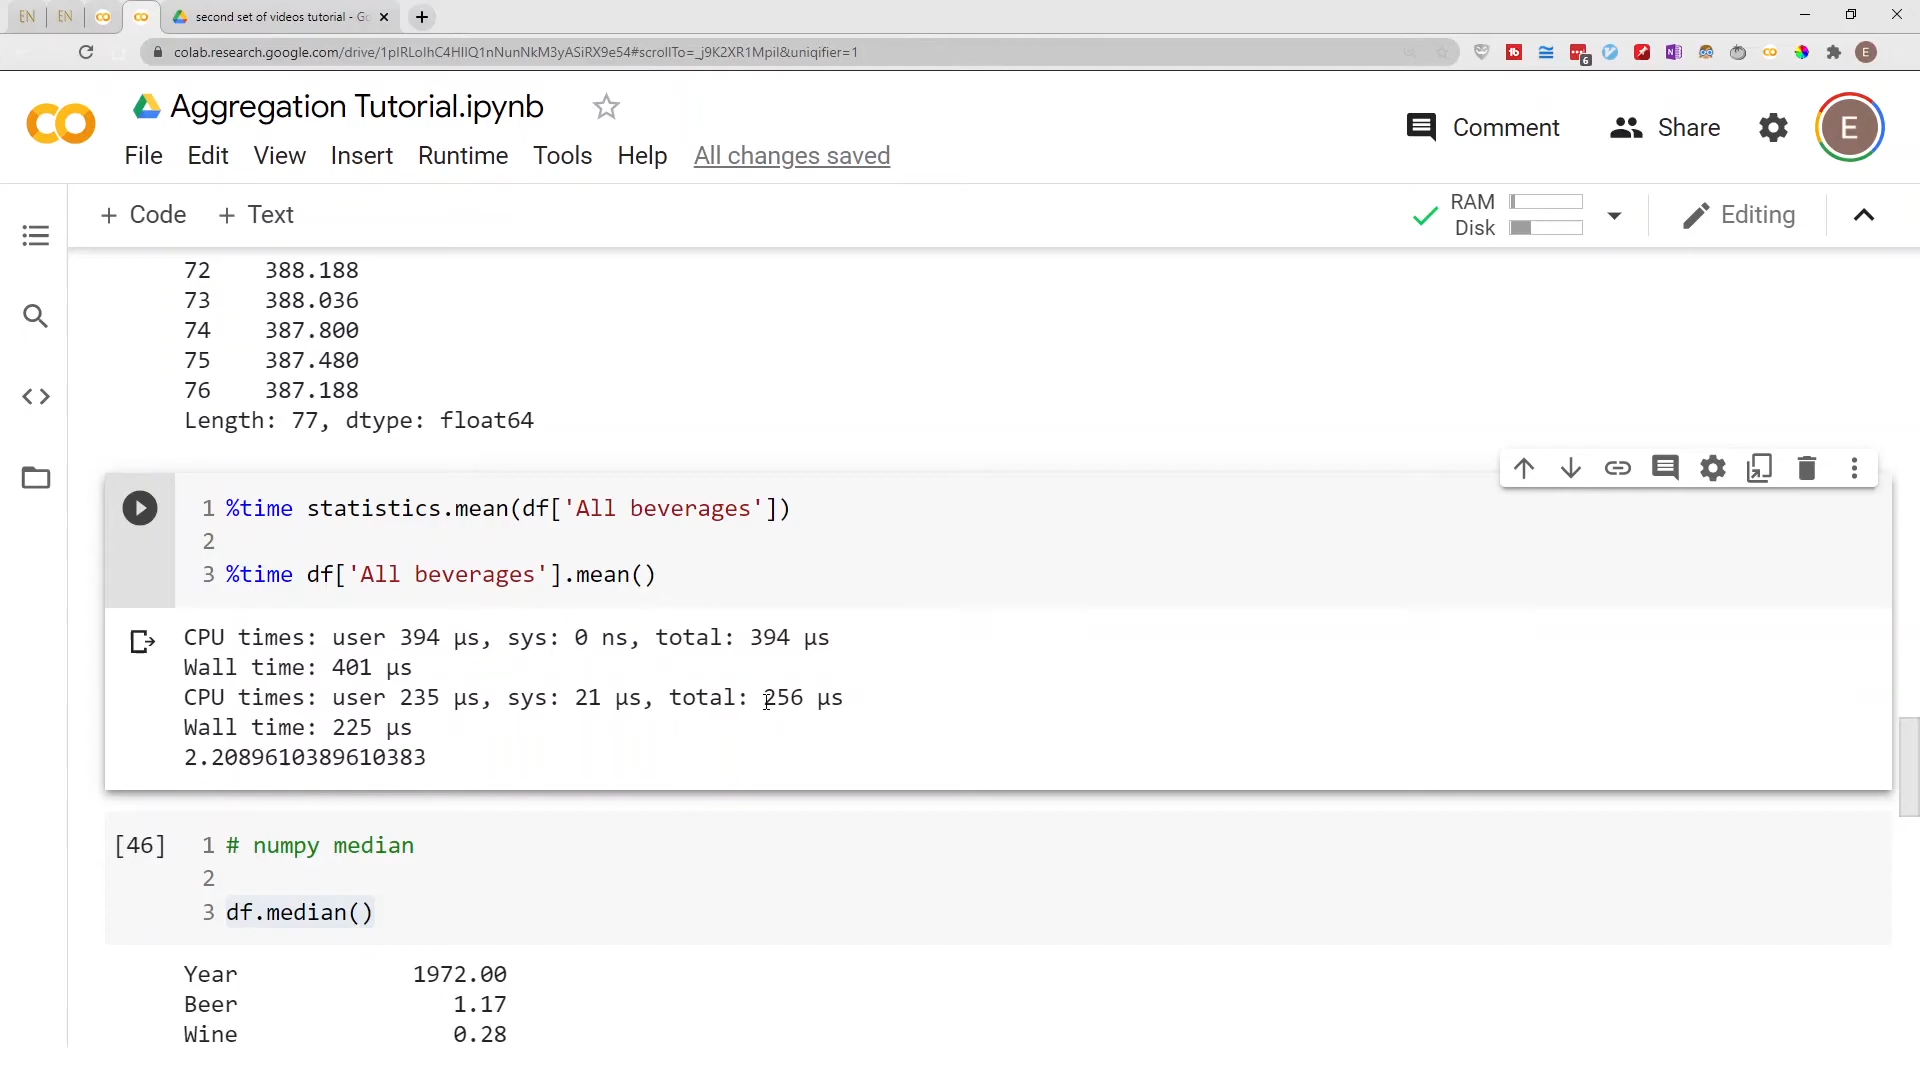 EN EN second set of videos tutorial - Go
colab.research.google.com/drive/1pIRLoIhC4HIlQ1nNunNkM3yASiRX9e54#scrollTo=_j9K2XR1Mpil&uniqifier=1
6
E
Aggregation Tutorial.ipynb
Comment Share E
File Edit View Insert Runtime Tools Help All changes saved
+ Code + Text
RAM
Disk
Editing
72 388.188
73 388.036
74 387.800
75 387.480
76 387.188
Length: 77, dtype: float64
1 %time statistics.mean(df['All beverages'])
2
3 %time df['All beverages'].mean()
CPU times: user 394 µs, sys: 0 ns, total: 394 µs
Wall time: 401 µs
CPU times: user 235 µs, sys: 21 µs, total: 256 µs
Wall time: 225 µs
2.2089610389610383
[46] 1 # numpy median
2
3 df.median()
Year 1972.00
Beer 1.17
Wine 0.28